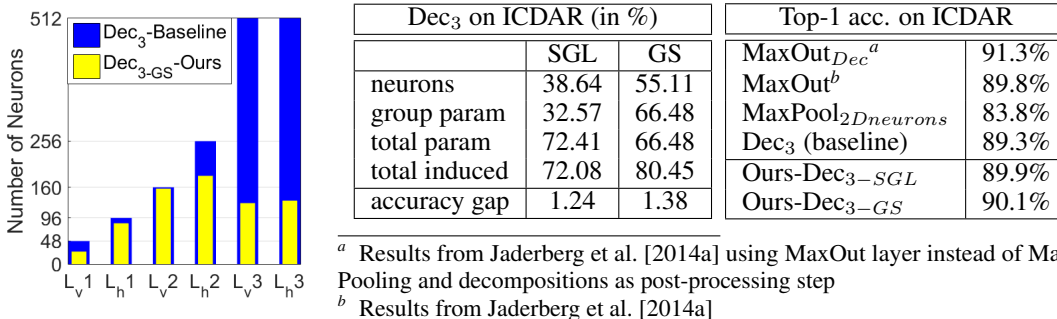 Number of Neurons
512
256
160
96
48
0
Dec3-Baseline
Dec3-GS-Ours
Lv1 Lh1 Lv2 Lh2 Lv3 Lh3
Dec3 on ICDAR (in %)
SGL GS
neurons 38.64 55.11
group param 32.57 66.48
total param 72.41 66.48
total induced 72.08 80.45
accuracy gap 1.24 1.38
Top-1 acc. on ICDAR
MaxOutDec a 91.3%
MaxOut b 89.8%
MaxPool2Dneurons 83.8%
Dec3 (baseline) 89.3%
Ours-Dec3−SGL 89.9%
Ours-Dec3−GS 90.1%
a Results from Jaderberg et al. [2014a] using MaxOut layer instead of Ma
Pooling and decompositions as post-processing step
b Results from Jaderberg et al. [2014a]